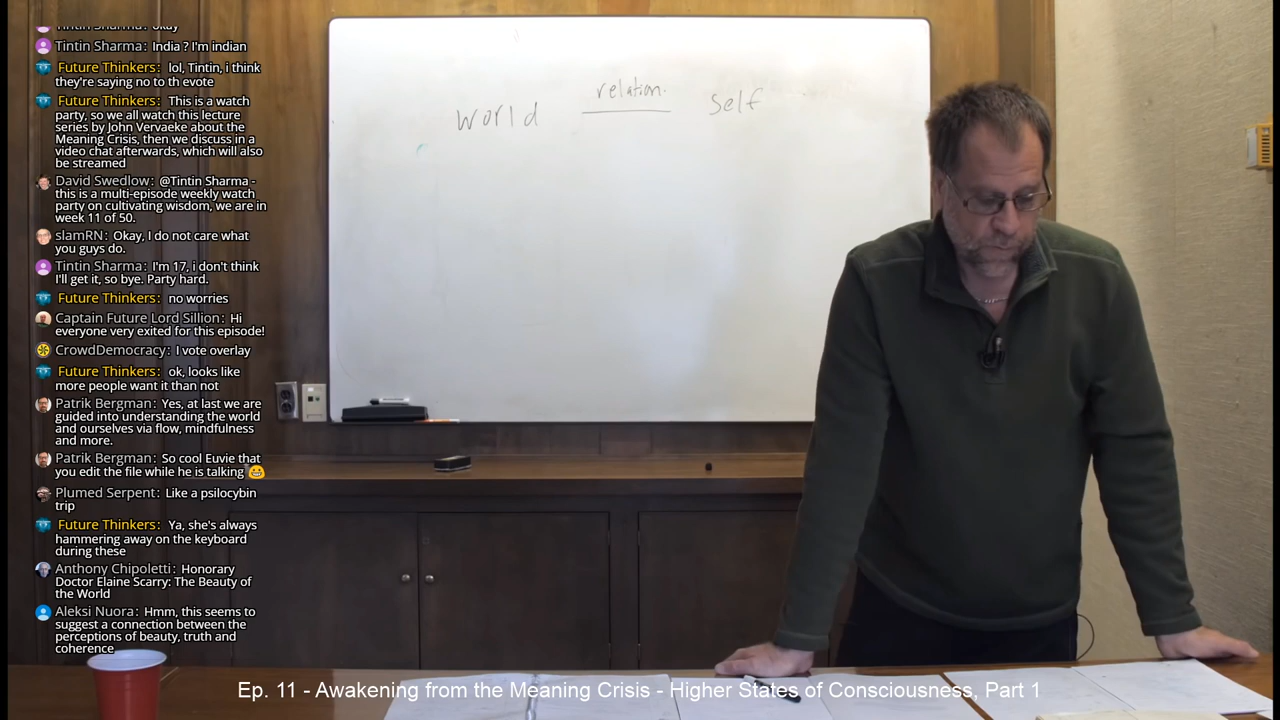 Tintin Sharma: okay
Tintin Sharma: India ? I'm indian
Future Thinkers: lol, Tintin, i think
they're saying no to th evote
Future Thinkers: This is a watch
party, so we all watch this lecture
series by John Vervaeke about the
Meaning Crisis, then we discuss in a
video chat afterwards, which will also
be streamed
David Swedlow: @Tintin Sharma -
this is a multi-episode weekly watch
party on cultivating wisdom, we are in
week 11 of 50.
slamRN: Okay, I do not care what
you guys do.
Tintin Sharma: I'm 17, i don't think
I'll get it, so bye. Party hard.
Future Thinkers: no worries
Captain Future Lord Sillion: Hi
everyone very exited for this episode!
CrowdDemocracy: I vote overlay
Future Thinkers: ok, looks like
more people want it than not
Patrik Bergman: Yes, at last we are
guided into understanding the world
and ourselves via flow, mindfulness
and more.
Patrik Bergman: So cool Euvie that
you edit the file while he is talking
Plumed Serpent: Like a psilocybin
trip
Future Thinkers: Ya, she's always
hammering away on the keyboard
during these
Anthony Chipoletti: Honorary
Doctor Elaine Scarry: The Beauty of
the World
Aleksi Nuora: Hmm, this seems to
suggest a connection between the
perceptions of beauty, truth and
coherence
world relation. self
Ep. 11 - Awakening from the Meaning Crisis - Higher States of Consciousness, Part 1